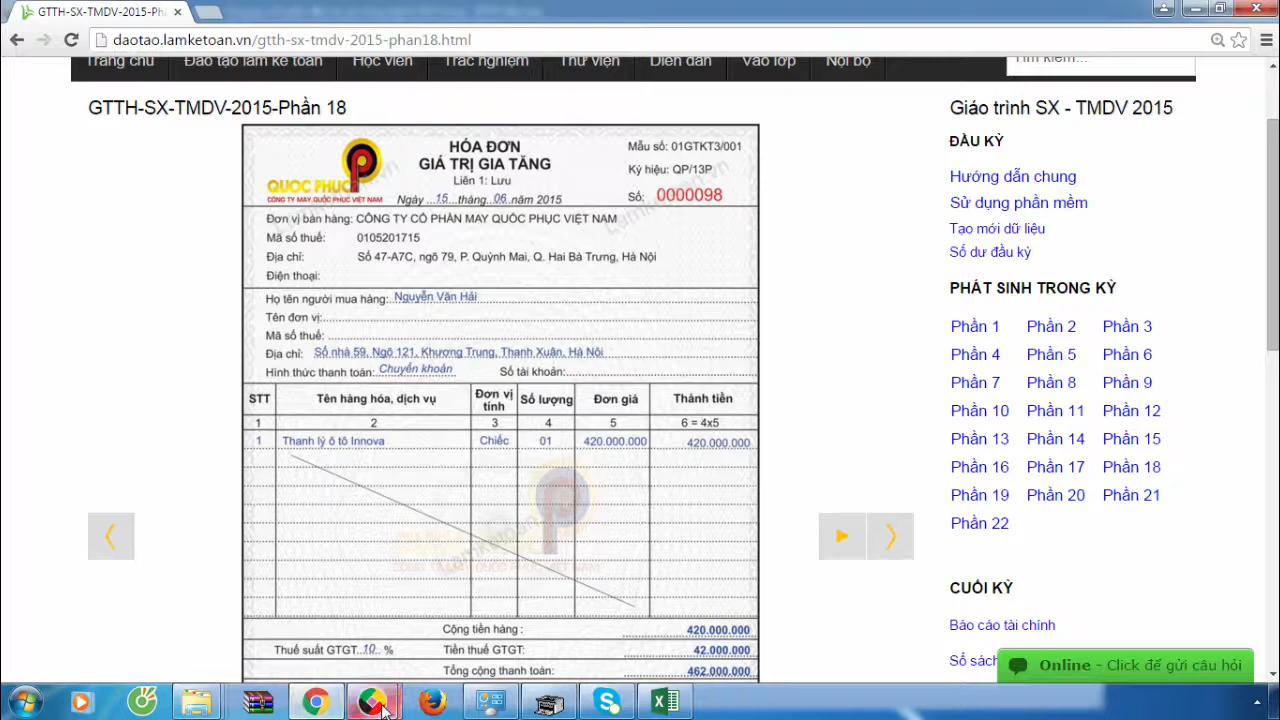 GTTH-SX-TMDV-2015-Ph
daotao.lamketoan.vn/gtth-sx-tmdv-2015-phan18.html
Trang chủ Đào tạo làm kế toán Học viên Trắc nghiệm Thư viện Diễn đàn Vào lớp Nội bộ Tìm kiếm...
GTTH-SX-TMDV-2015-Phần 18
QUOC PHUC
CÔNG TY MAY QUỐC PHỤC VIỆT NAM
HÓA ĐƠN
GIÁ TRỊ GIA TĂNG
Liên 1: Lưu
Ngày ...15...tháng...06..năm 2015
Mẫu số: 01GTKT3/001
Ký hiệu: QP/13P
Số: 0000098
Đơn vị bán hàng: CÔNG TY CỔ PHẦN MAY QUỐC PHỤC VIỆT NAM
Mã số thuế: 0105201715
Địa chỉ: Số 47-A7C, ngõ 79, P. Quỳnh Mai, Q. Hai Bà Trưng, Hà Nội
Điện thoại:
Họ tên người mua hàng: Nguyễn Văn Hải
Tên đơn vị:
Mã số thuế:
Địa chỉ: Số nhà 59, Ngõ 121, Khương Trung, Thanh Xuân, Hà Nội
Hình thức thanh toán: Chuyển khoản Số tài khoản:
STT Tên hàng hóa, dịch vụ Đơn vị tính Số lượng Đơn giá Thành tiền
1 2 3 4 5 6 = 4x5
1 Thanh lý ô tô Innova Chiếc 01 420.000.000 420.000.000
Cộng tiền hàng : 420.000.000
Thuế suất GTGT..10.. % Tiền thuế GTGT: 42.000.000
Tổng cộng thanh toán: 462.000.000
Giáo trình SX - TMDV 2015
ĐẦU KỲ
Hướng dẫn chung
Sử dụng phần mềm
Tạo mới dữ liệu
Số dư đầu kỳ
PHÁT SINH TRONG KỲ
Phần 1 Phần 2 Phần 3
Phần 4 Phần 5 Phần 6
Phần 7 Phần 8 Phần 9
Phần 10 Phần 11 Phần 12
Phần 13 Phần 14 Phần 15
Phần 16 Phần 17 Phần 18
Phần 19 Phần 20 Phần 21
Phần 22
CUỐI KỲ
Báo cáo tài chính
Sổ sách
Online - Click để gửi câu hỏi